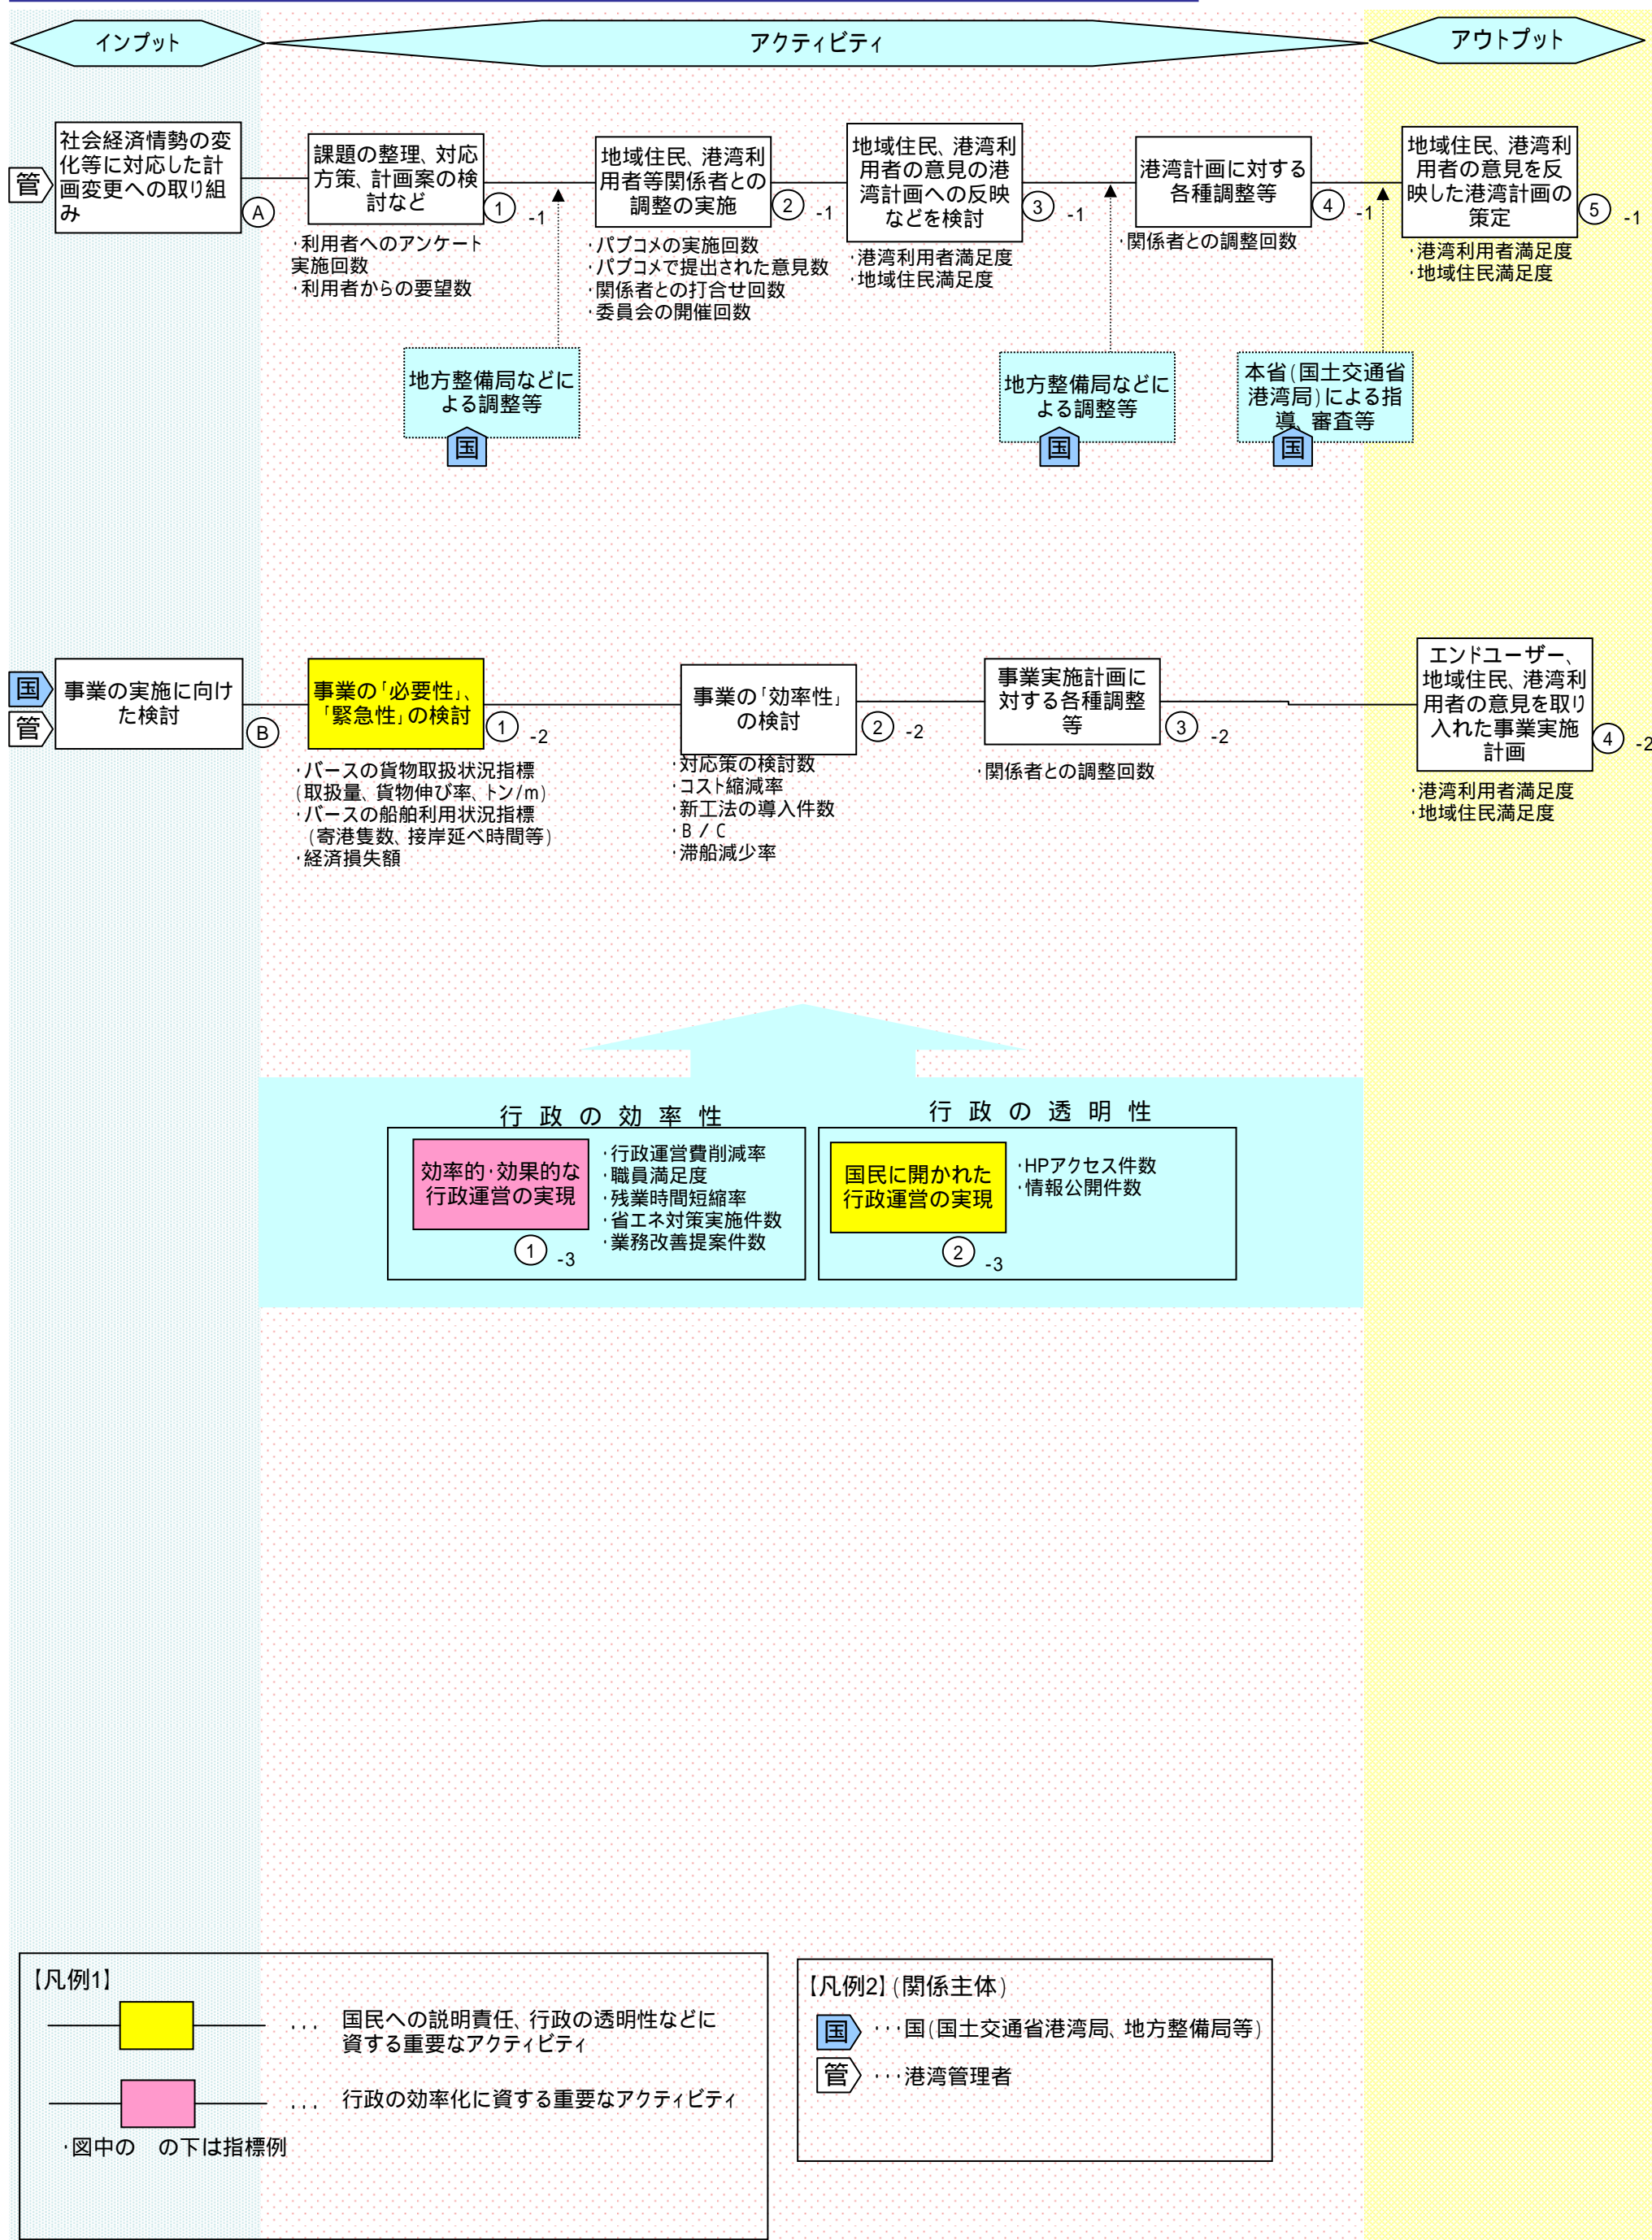 インプット
アクティビティ
アウトプット
管
社会経済情勢の変
化等に対応した計
画変更への取り組
み
A
課題の整理、対応
方策、計画案の検
討など
① -1
・利用者へのアンケート
実施回数
・利用者からの要望数
地域住民、港湾利
用者等関係者との
調整の実施
② -1
・パブコメの実施回数
・パブコメで提出された意見数
・関係者との打合せ回数
・委員会の開催回数
地域住民、港湾利
用者の意見の港
湾計画への反映
などを検討
③ -1
・港湾利用者満足度
・地域住民満足度
港湾計画に対する
各種調整等
④ -1
・関係者との調整回数
地域住民、港湾利
用者の意見を反
映した港湾計画の
策定
⑤ -1
・港湾利用者満足度
・地域住民満足度
地方整備局などに
よる調整等
国
地方整備局などに
よる調整等
国
本省(国土交通省
港湾局)による指
導、審査等
国
国
管
事業の実施に向け
た検討
B
事業の「必要性」、
「緊急性」の検討
① -2
・バースの貨物取扱状況指標
(取扱量、貨物伸び率、トン/m)
・バースの船舶利用状況指標
(寄港隻数、接岸延べ時間等)
・経済損失額
事業の「効率性」
の検討
② -2
・対応策の検討数
・コスト縮減率
・新工法の導入件数
・B/C
・滞船減少率
事業実施計画に
対する各種調整
等
③ -2
・関係者との調整回数
エンドユーザー、
地域住民、港湾利
用者の意見を取り
入れた事業実施
計画
④ -2
・港湾利用者満足度
・地域住民満足度
行政の効率性
効率的・効果的な
行政運営の実現
① -3
・行政運営費削減率
・職員満足度
・残業時間短縮率
・省エネ対策実施件数
・業務改善提案件数
行政の透明性
国民に開かれた
行政運営の実現
② -3
・HPアクセス件数
・情報公開件数
【凡例1】
... 国民への説明責任、行政の透明性などに
資する重要なアクティビティ
... 行政の効率化に資する重要なアクティビティ
・図中の　の下は指標例
【凡例2】(関係主体)
国 ・・・国(国土交通省港湾局、地方整備局等)
管 ・・・港湾管理者